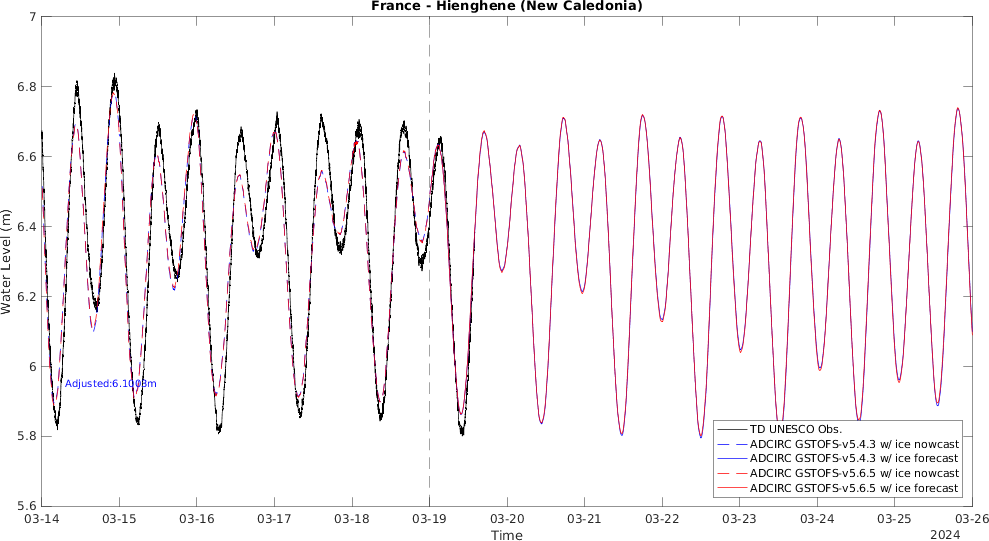 France - Hienghene (New Caledonia)
7
6.8
6.6
6.4
6.2
6
5.8
5.6
Water Level (m)
Adjusted:6.1003m
TD UNESCO Obs.
ADCIRC GSTOFS-v5.4.3 w/ ice nowcast
ADCIRC GSTOFS-v5.4.3 w/ ice forecast
ADCIRC GSTOFS-v5.6.5 w/ ice nowcast
ADCIRC GSTOFS-v5.6.5 w/ ice forecast
03-14 03-15 03-16 03-17 03-18 03-19 03-20 03-21 03-22 03-23 03-24 03-25 03-26
Time
2024